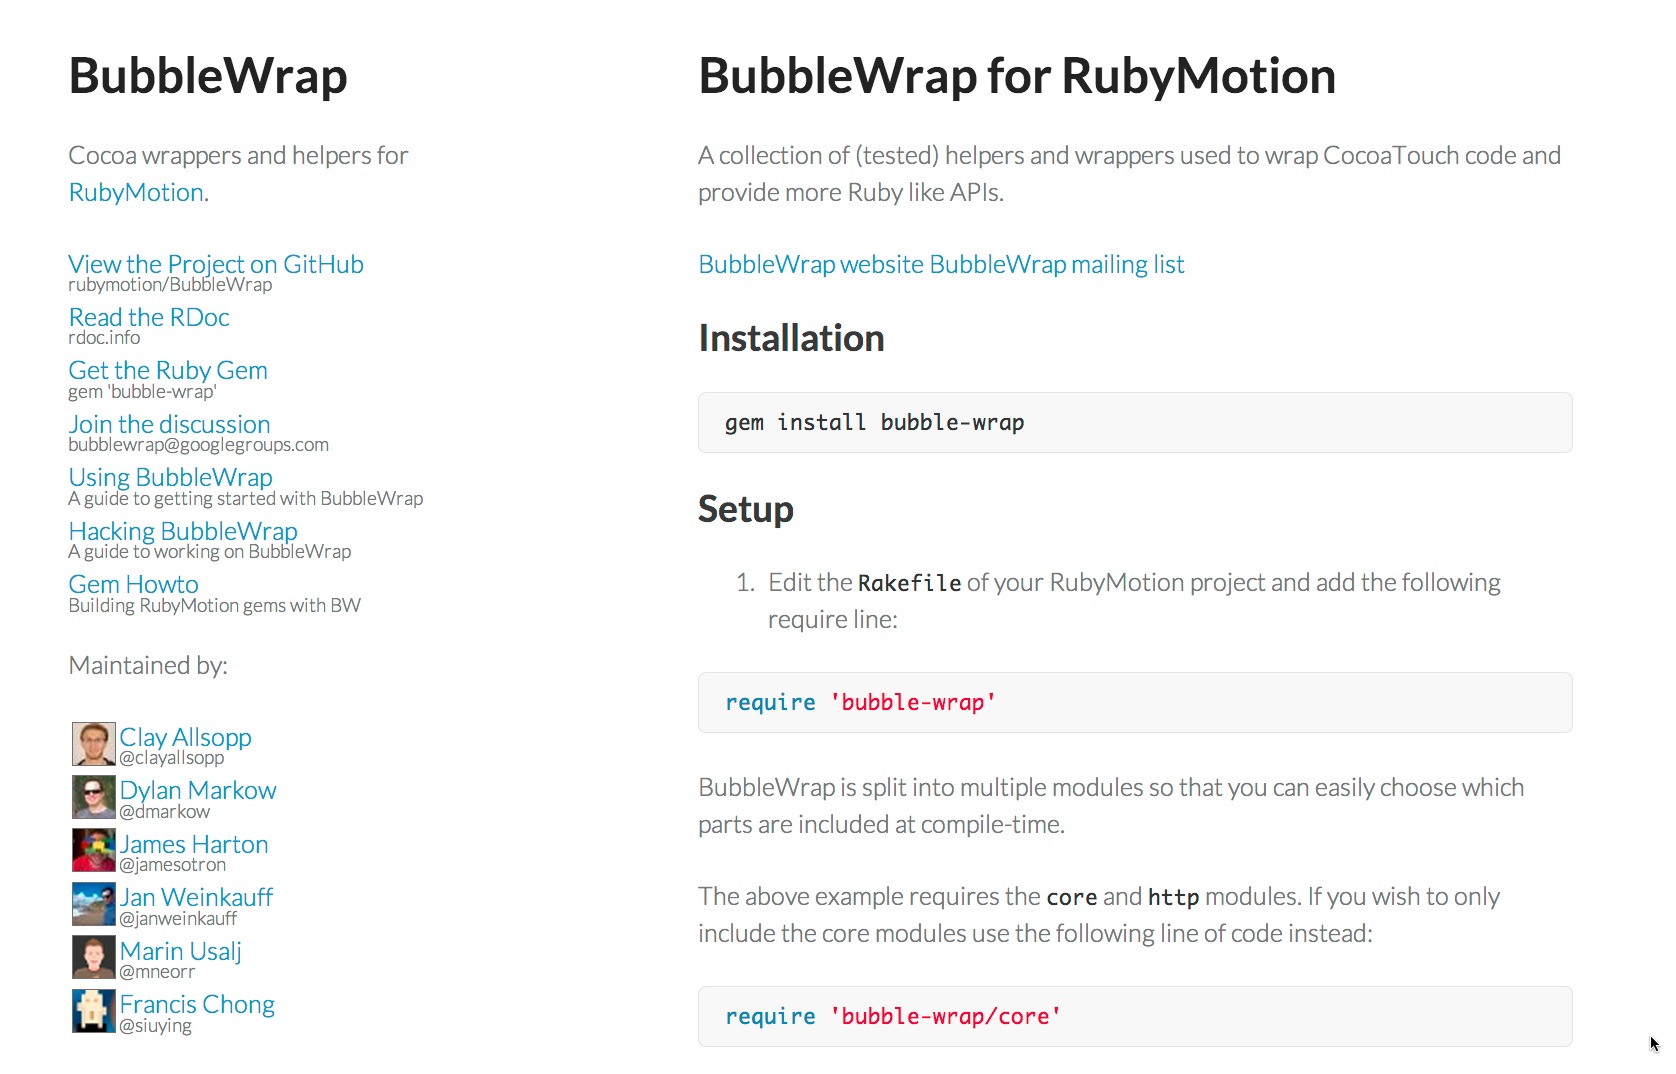 BubbleWrap
Cocoa wrappers and helpers for
RubyMotion.
View the Project on GitHub
rubymotion/BubbleWrap
Read the RDoc
rdoc.info
Get the Ruby Gem
gem 'bubble-wrap'
Join the discussion
bubblewrap@googlegroups.com
Using BubbleWrap
A guide to getting started with BubbleWrap
Hacking BubbleWrap
A guide to working on BubbleWrap
Gem Howto
Building RubyMotion gems with BW
Maintained by:
Clay Allsopp
@clayallsopp
Dylan Markow
@dmarkow
James Harton
@jamesotron
Jan Weinkauff
@janweinkauff
Marin Usalj
@mneorr
Francis Chong
@siuying
BubbleWrap for RubyMotion
A collection of (tested) helpers and wrappers used to wrap CocoaTouch code and
provide more Ruby like APIs.
BubbleWrap website BubbleWrap mailing list
Installation
gem install bubble-wrap
Setup
1. Edit the Rakefile of your RubyMotion project and add the following
require line:
require 'bubble-wrap'
BubbleWrap is split into multiple modules so that you can easily choose which
parts are included at compile-time.
The above example requires the core and http modules. If you wish to only
include the core modules use the following line of code instead:
require 'bubble-wrap/core'